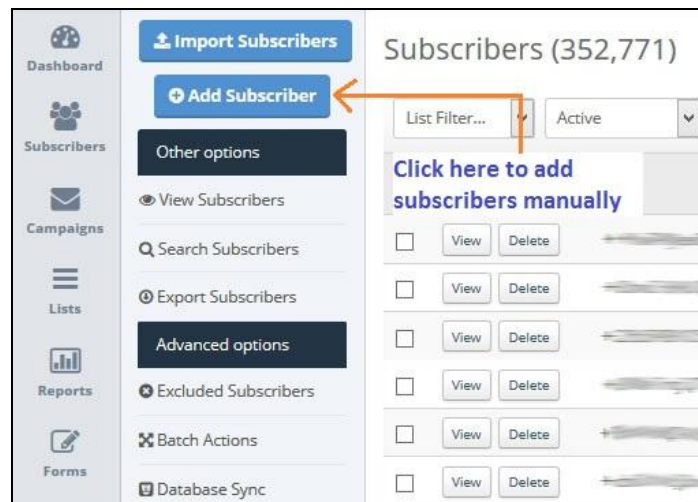 Dashboard
Subscribers
Campaigns
Lists
Reports
Forms
Import Subscribers
Add Subscriber
Other options
View Subscribers
Search Subscribers
Export Subscribers
Advanced options
Excluded Subscribers
Batch Actions
Database Sync
Subscribers (352,771)
List Filter... Active
Click here to add
subscribers manually
View Delete
View Delete
View Delete
View Delete
View Delete
View Delete